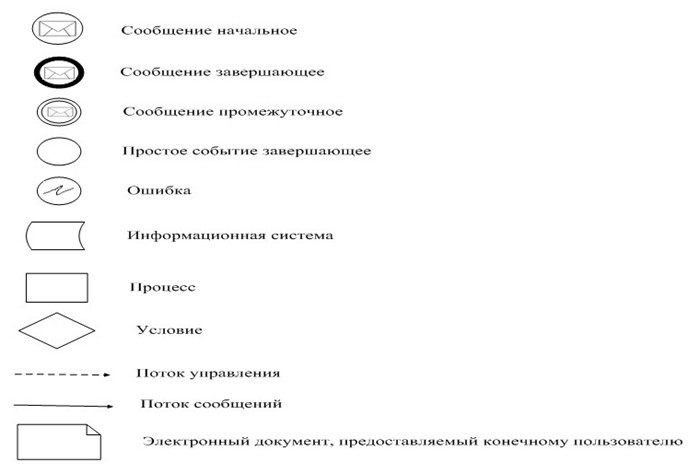 Сообщение начальное
Сообщение завершающее
Сообщение промежуточное
Простое событие завершающее
Ошибка
Информационная система
Процесс
Условие
Поток управления
Поток сообщений
Электронный документ, предоставляемый конечному пользователю